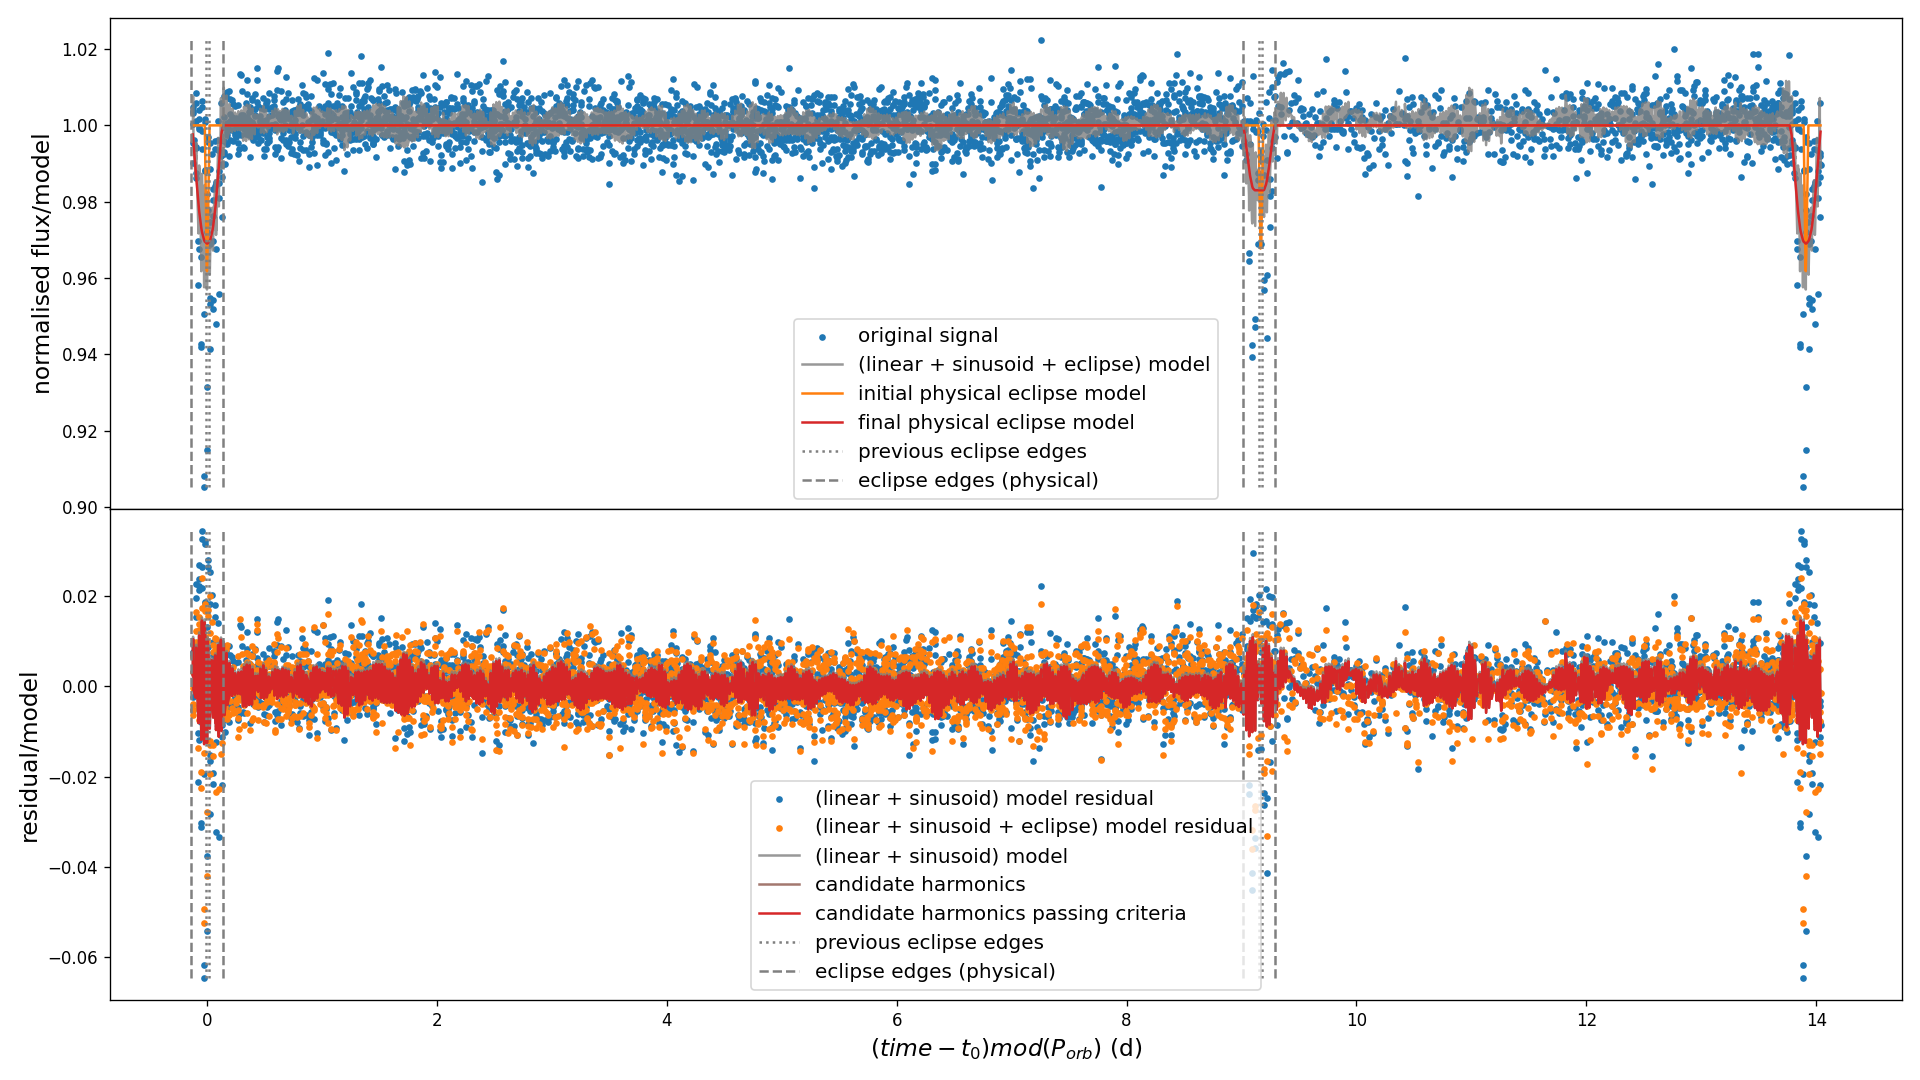 normalised flux/model
1.02
1.00
0.98
0.96
0.94
0.92
0.90
original signal
(linear + sinusoid + eclipse) model
initial physical eclipse model
final physical eclipse model
previous eclipse edges
eclipse edges (physical)
residual/model
0.02
0.00
−0.02
−0.04
−0.06
(linear + sinusoid) model residual
(linear + sinusoid + eclipse) model residual
(linear + sinusoid) model
candidate harmonics
candidate harmonics passing criteria
previous eclipse edges
eclipse edges (physical)
0 2 4 6 8 10 12 14
(time − t₀)mod(P_orb) (d)